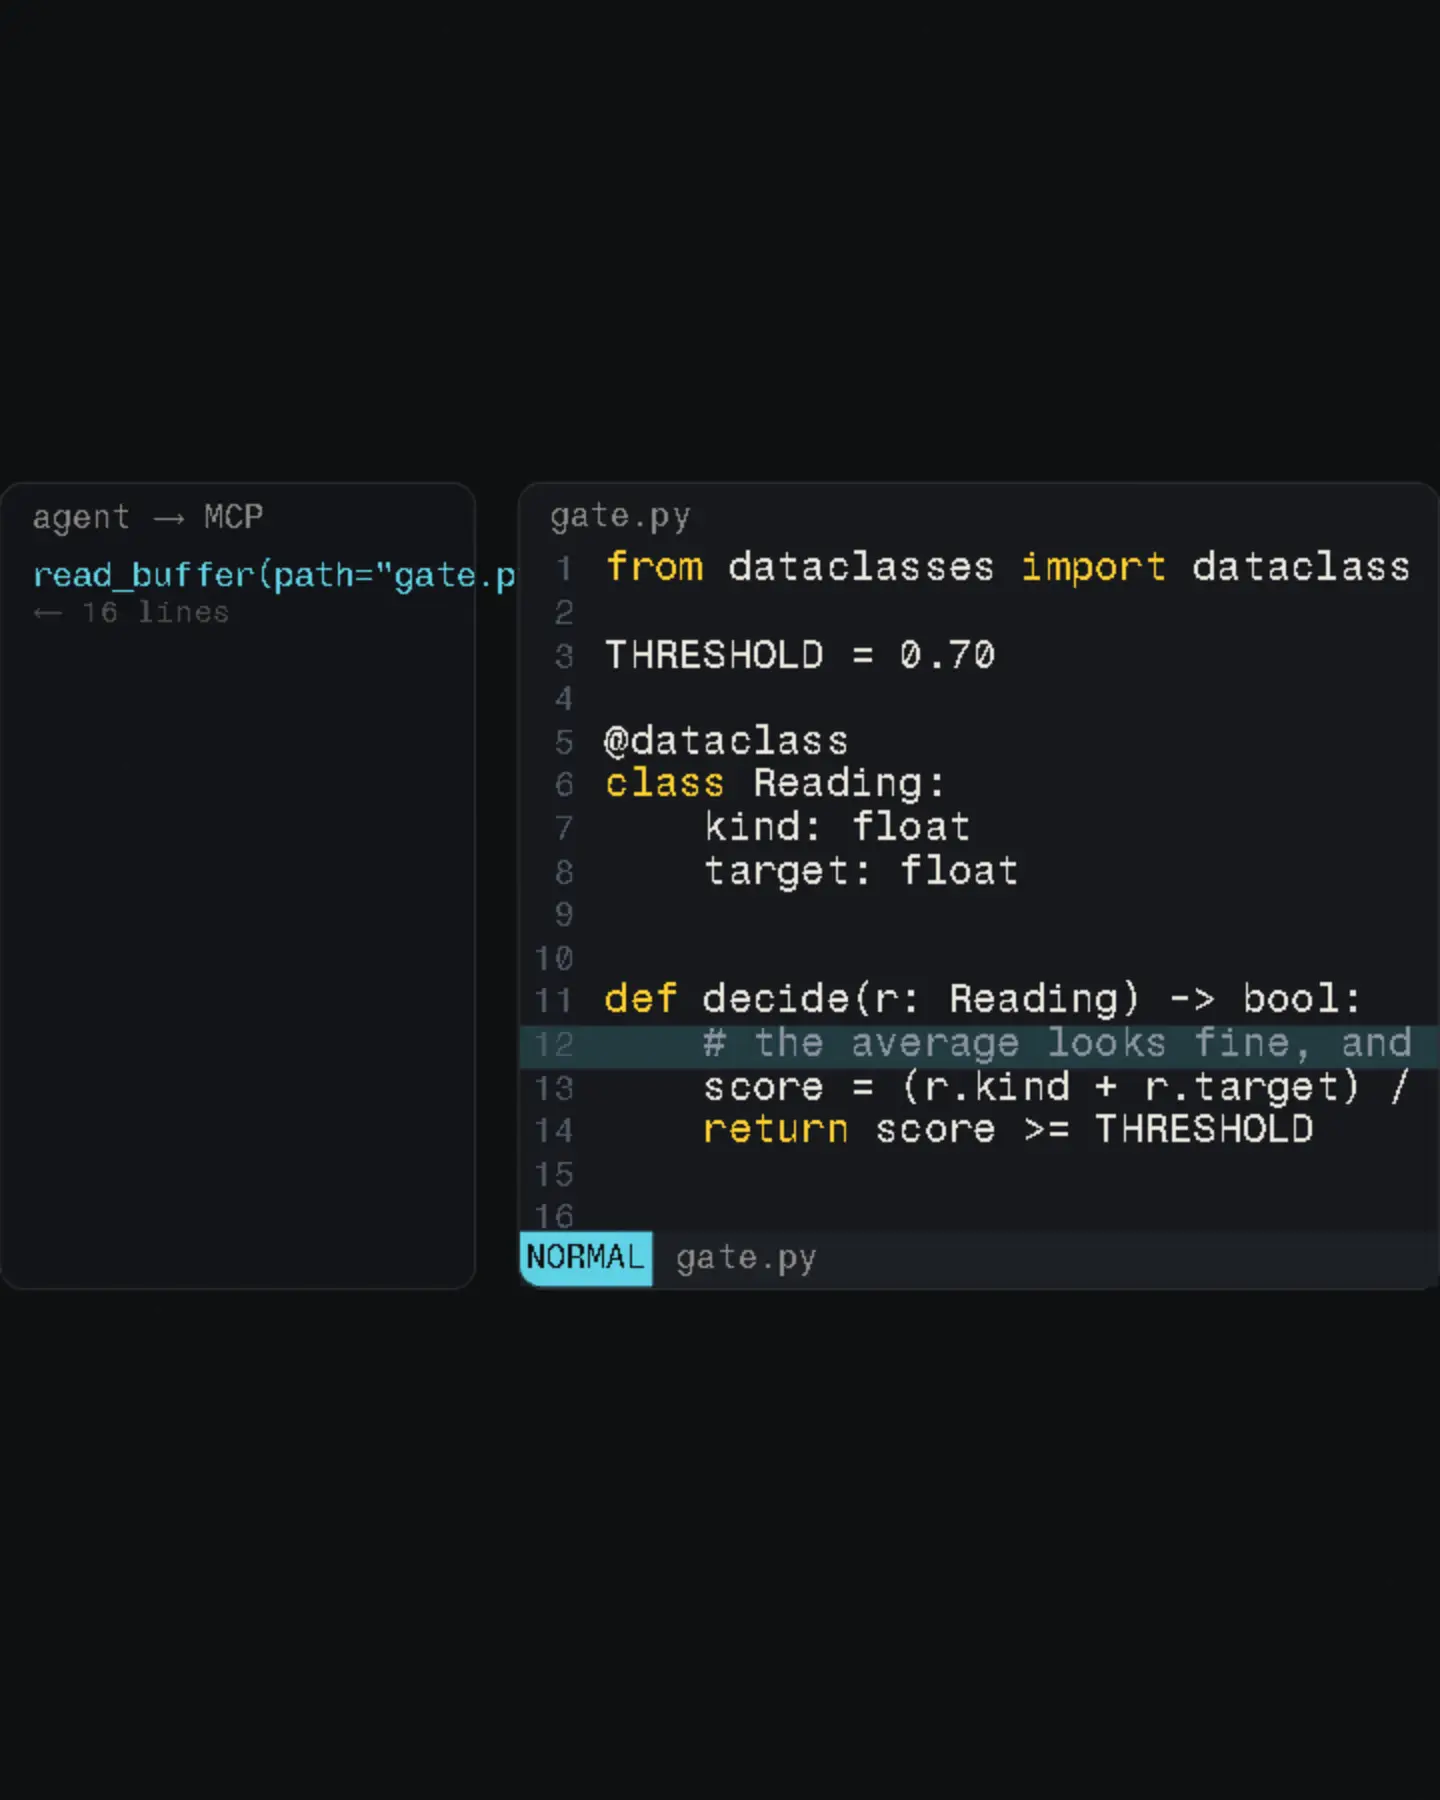 agent → MCP
read_buffer(path="gate.p
← 16 lines
gate.py
1 from dataclasses import dataclass
2
3 THRESHOLD = 0.70
4
5 @dataclass
6 class Reading:
7     kind: float
8     target: float
9
10
11 def decide(r: Reading) -> bool:
12     # the average looks fine, and
13     score = (r.kind + r.target) /
14     return score >= THRESHOLD
15
16
NORMAL gate.py